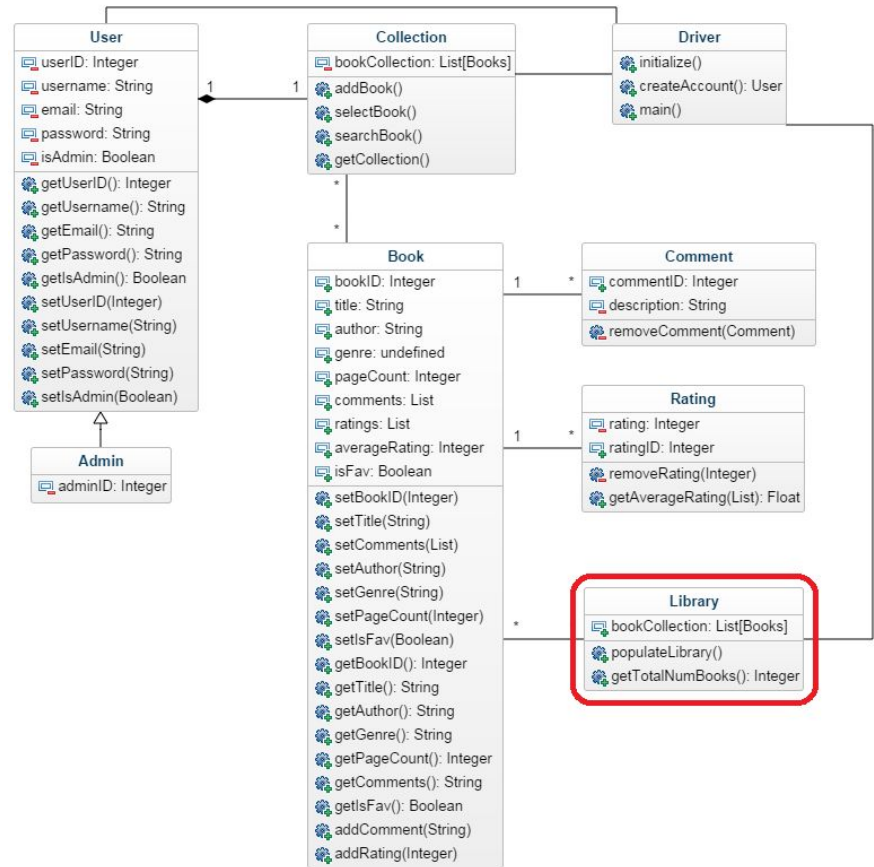 User
userID: Integer
username: String
email: String
password: String
isAdmin: Boolean
getUserID(): Integer
getUsername(): String
getEmail(): String
getPassword(): String
getIsAdmin(): Boolean
setUserID(Integer)
setUsername(String)
setEmail(String)
setPassword(String)
setIsAdmin(Boolean)
Admin
adminID: Integer
1
1
Collection
bookCollection: List[Books]
addBook()
selectBook()
searchBook()
getCollection()
*
*
Driver
initialize()
createAccount(): User
main()
Book
bookID: Integer
title: String
author: String
genre: undefined
pageCount: Integer
comments: List
ratings: List
averageRating: Integer
isFav: Boolean
setBookID(Integer)
setTitle(String)
setComments(List)
setAuthor(String)
setGenre(String)
setPageCount(Integer)
setIsFav(Boolean)
getBookID(): Integer
getTitle(): String
getAuthor(): String
getGenre(): String
getPageCount(): Integer
getComments(): String
getIsFav(): Boolean
addComment(String)
addRating(Integer)
1
*
Comment
commentID: Integer
description: String
removeComment(Comment)
1
*
Rating
rating: Integer
ratingID: Integer
removeRating(Integer)
getAverageRating(List): Float
*
Library
bookCollection: List[Books]
populateLibrary()
getTotalNumBooks(): Integer